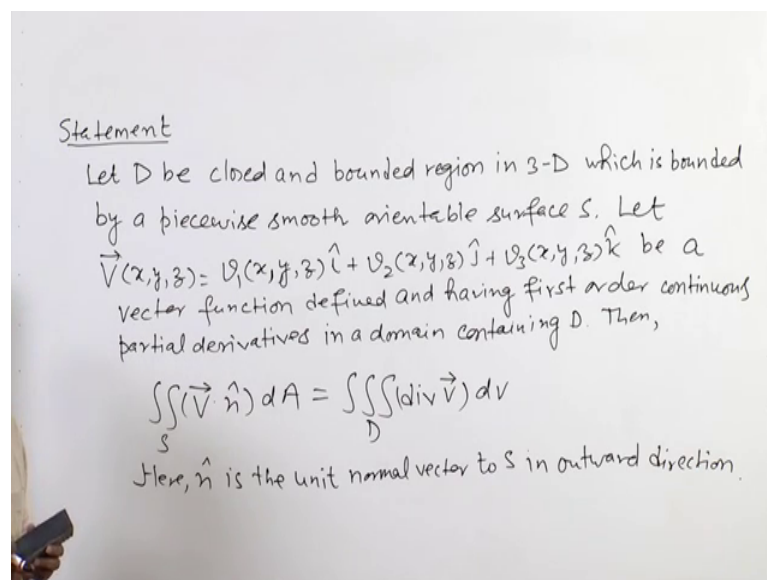 Statement
Let D be closed and bounded region in 3-D which is bounded
by a piecewise smooth orientable surface S. Let
V⃗(x,y,z) = v₁(x,y,z) î + v₂(x,y,z) ĵ + v₃(x,y,z) k̂ be a
vector function defined and having first order continuous
partial derivatives in a domain containing D. Then,
∬_S (V⃗·n̂) dA = ∭_D (div v⃗) dv
Here, n̂ is the unit normal vector to S in outward direction.